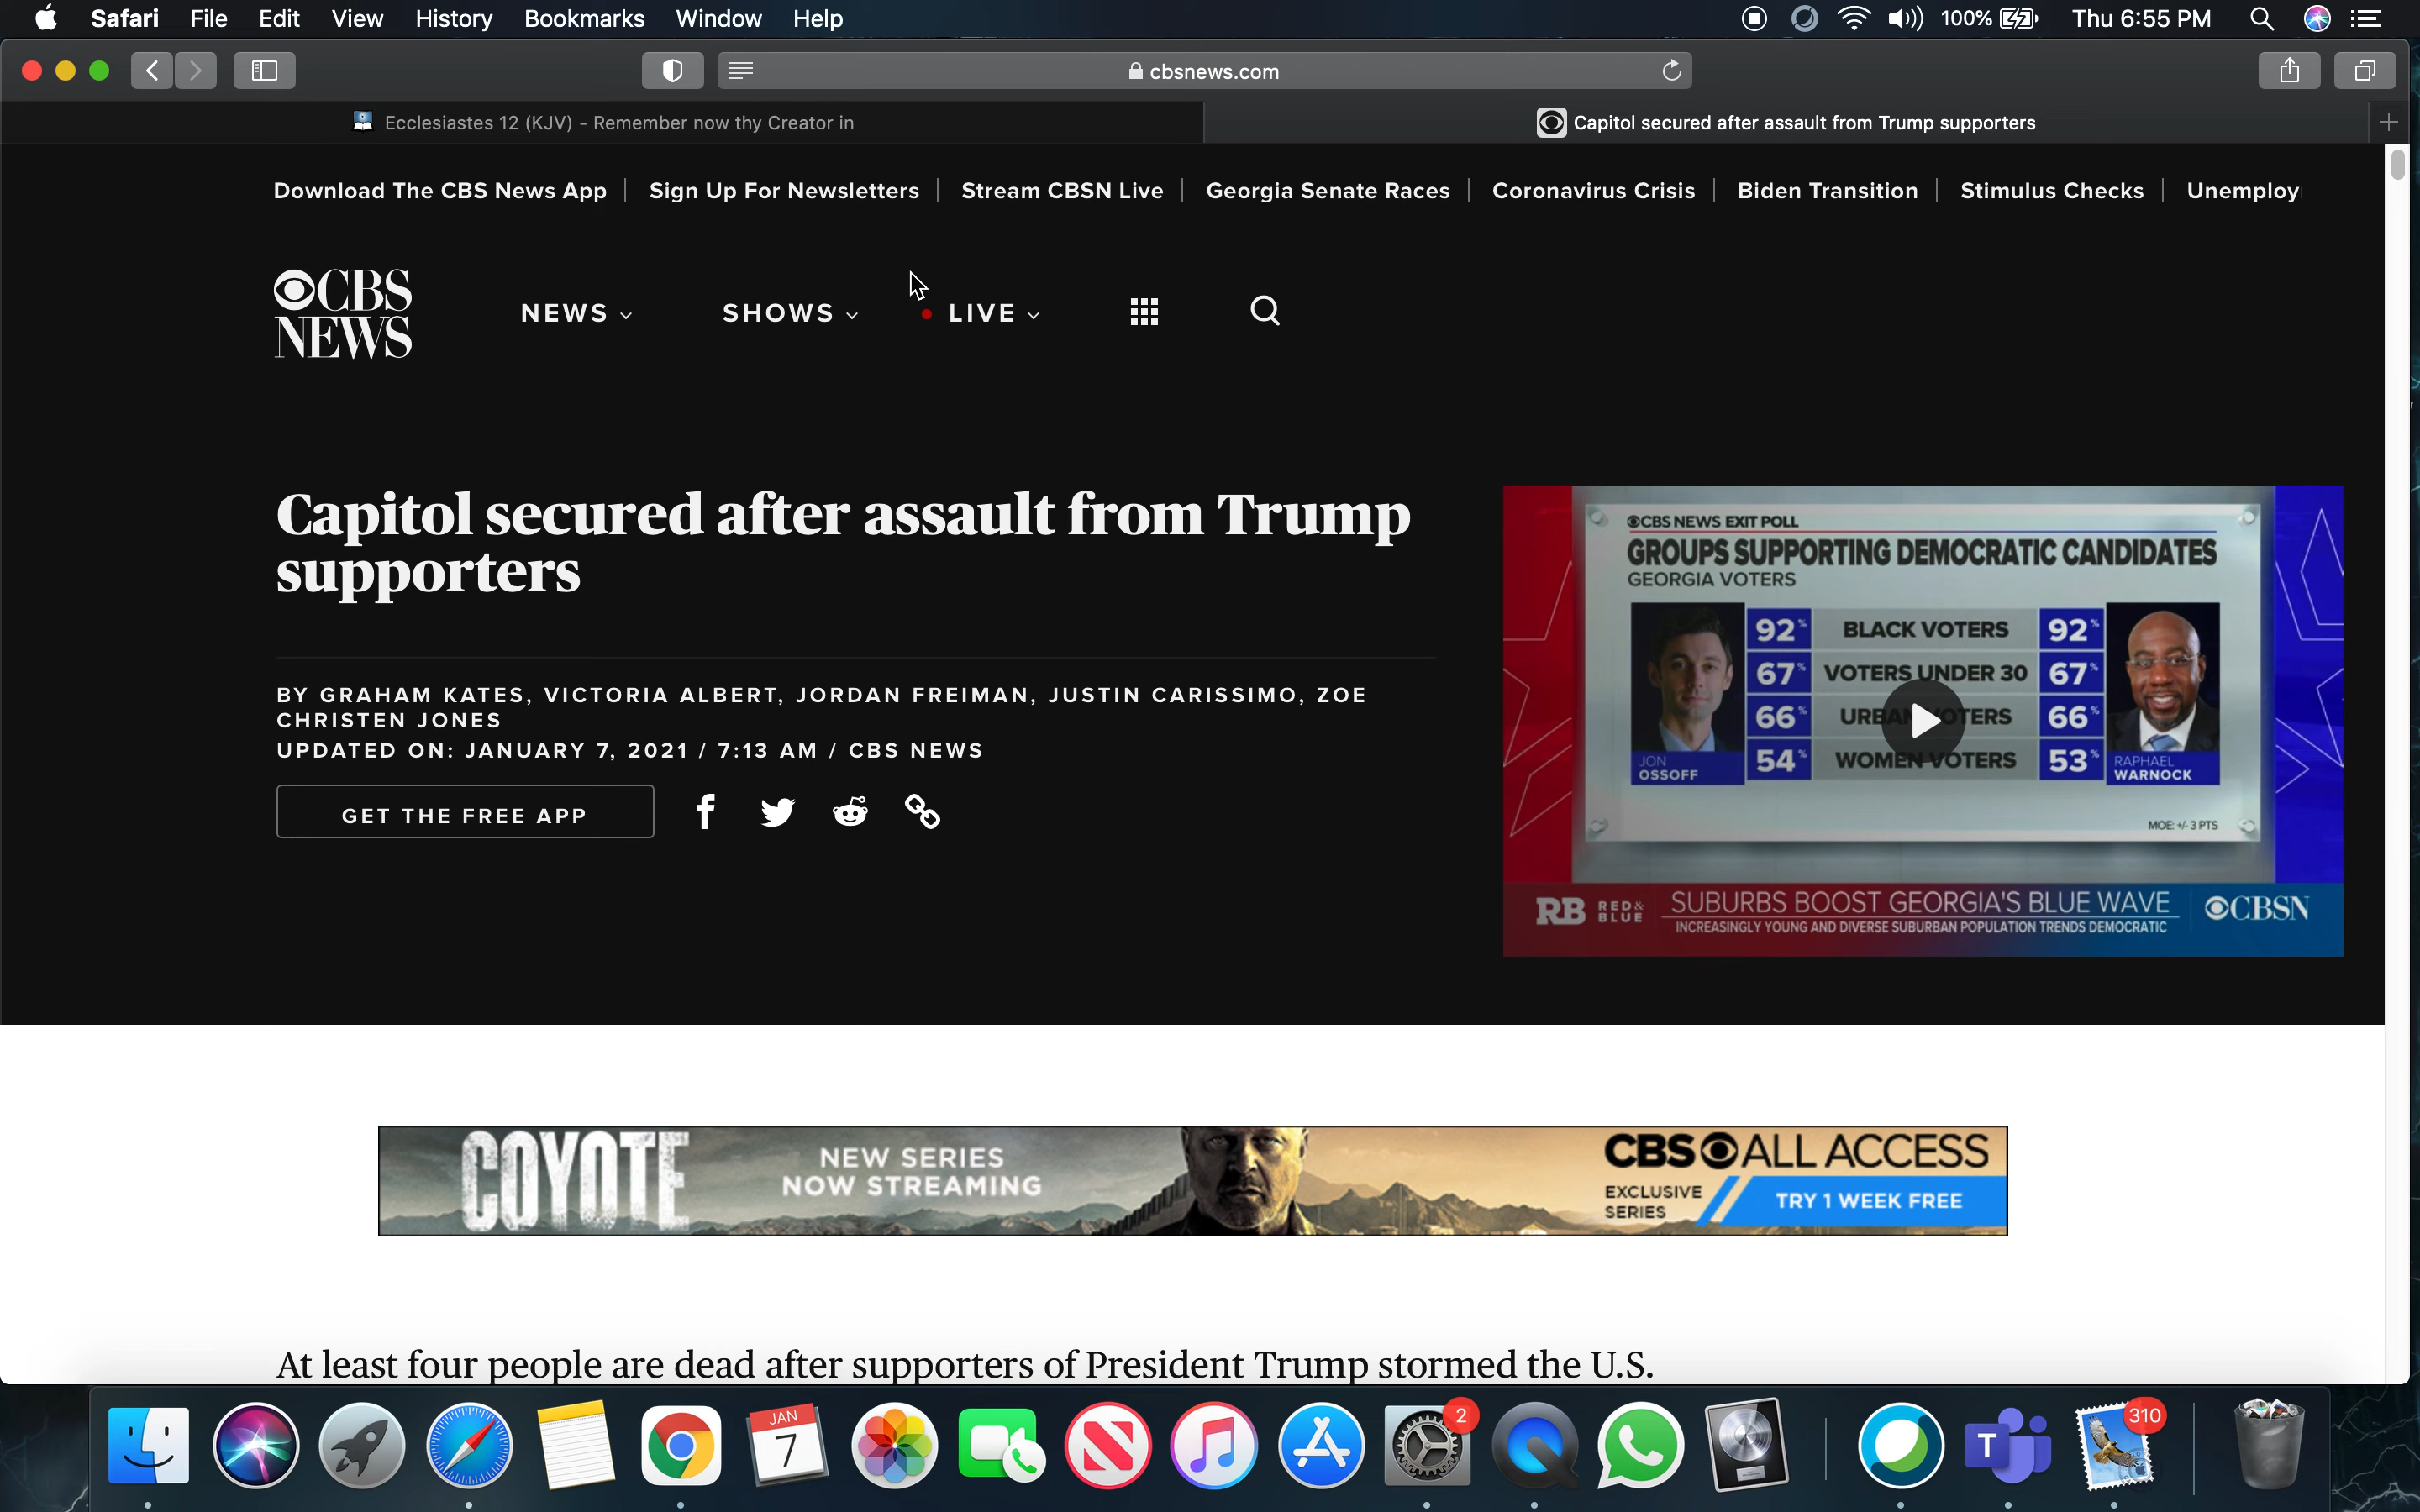 Safari File Edit View History Bookmarks Window Help 100% Thu 6:55 PM
cbsnews.com
Ecclesiastes 12 (KJV) - Remember now thy Creator in
Capitol secured after assault from Trump supporters
Download The CBS News App Sign Up For Newsletters Stream CBSN Live Georgia Senate Races Coronavirus Crisis Biden Transition Stimulus Checks Unemploy
CBS
NEWS
NEWS SHOWS LIVE
Capitol secured after assault from Trump
supporters
BY GRAHAM KATES, VICTORIA ALBERT, JORDAN FREIMAN, JUSTIN CARISSIMO, ZOE
CHRISTEN JONES
UPDATED ON: JANUARY 7, 2021 / 7:13 AM / CBS NEWS
GET THE FREE APP
CBS NEWS EXIT POLL
GROUPS SUPPORTING DEMOCRATIC CANDIDATES
GEORGIA VOTERS
92% BLACK VOTERS 92%
67% VOTERS UNDER 30 67%
66% URBAN VOTERS 66%
54% WOMEN VOTERS 53%
JON
OSSOFF
RAPHAEL
WARNOCK
MOE: +/- 3 PTS
RB RED &
BLUE
SUBURBS BOOST GEORGIA'S BLUE WAVE
INCREASINGLY YOUNG AND DIVERSE SUBURBAN POPULATION TRENDS DEMOCRATIC
CBSN
COYOTE
NEW SERIES
NOW STREAMING
CBS ALL ACCESS
EXCLUSIVE
SERIES
TRY 1 WEEK FREE
At least four people are dead after supporters of President Trump stormed the U.S.
JAN
7
2
T
310